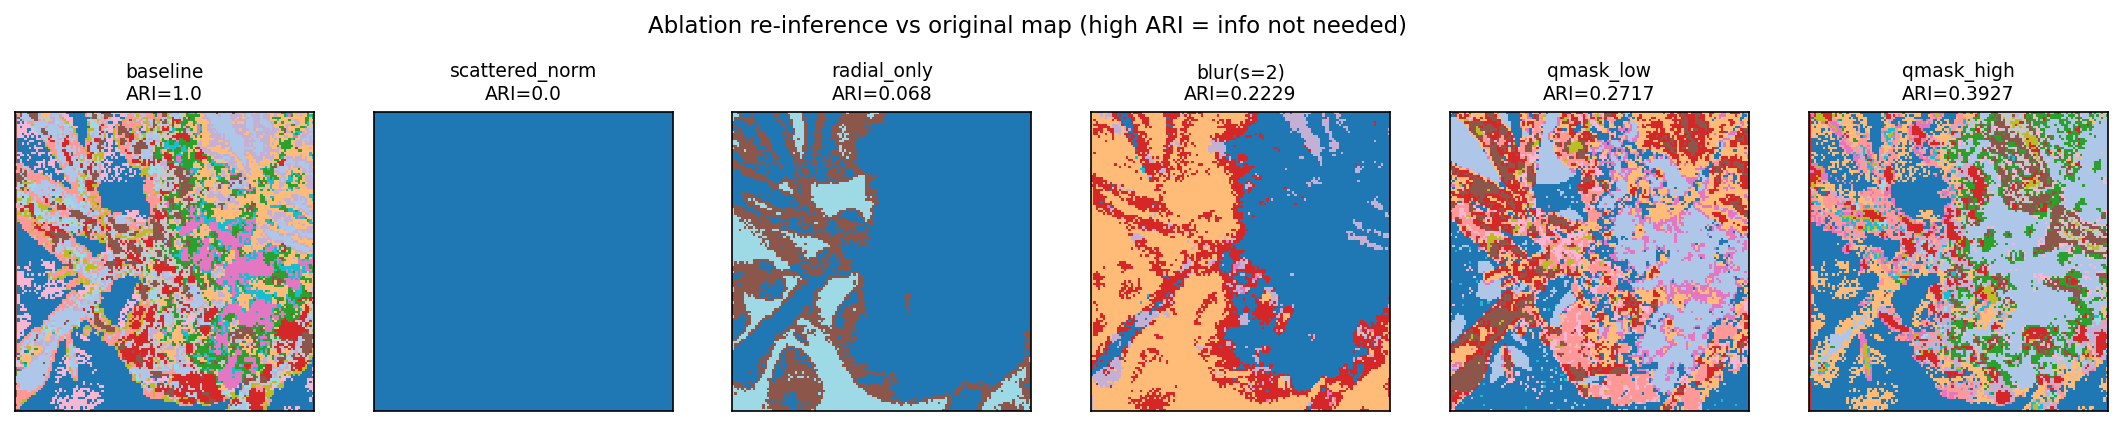 Ablation re-inference vs original map (high ARI = info not needed)
baseline
ARI=1.0
scattered_norm
ARI=0.0
radial_only
ARI=0.068
blur(s=2)
ARI=0.2229
qmask_low
ARI=0.2717
qmask_high
ARI=0.3927